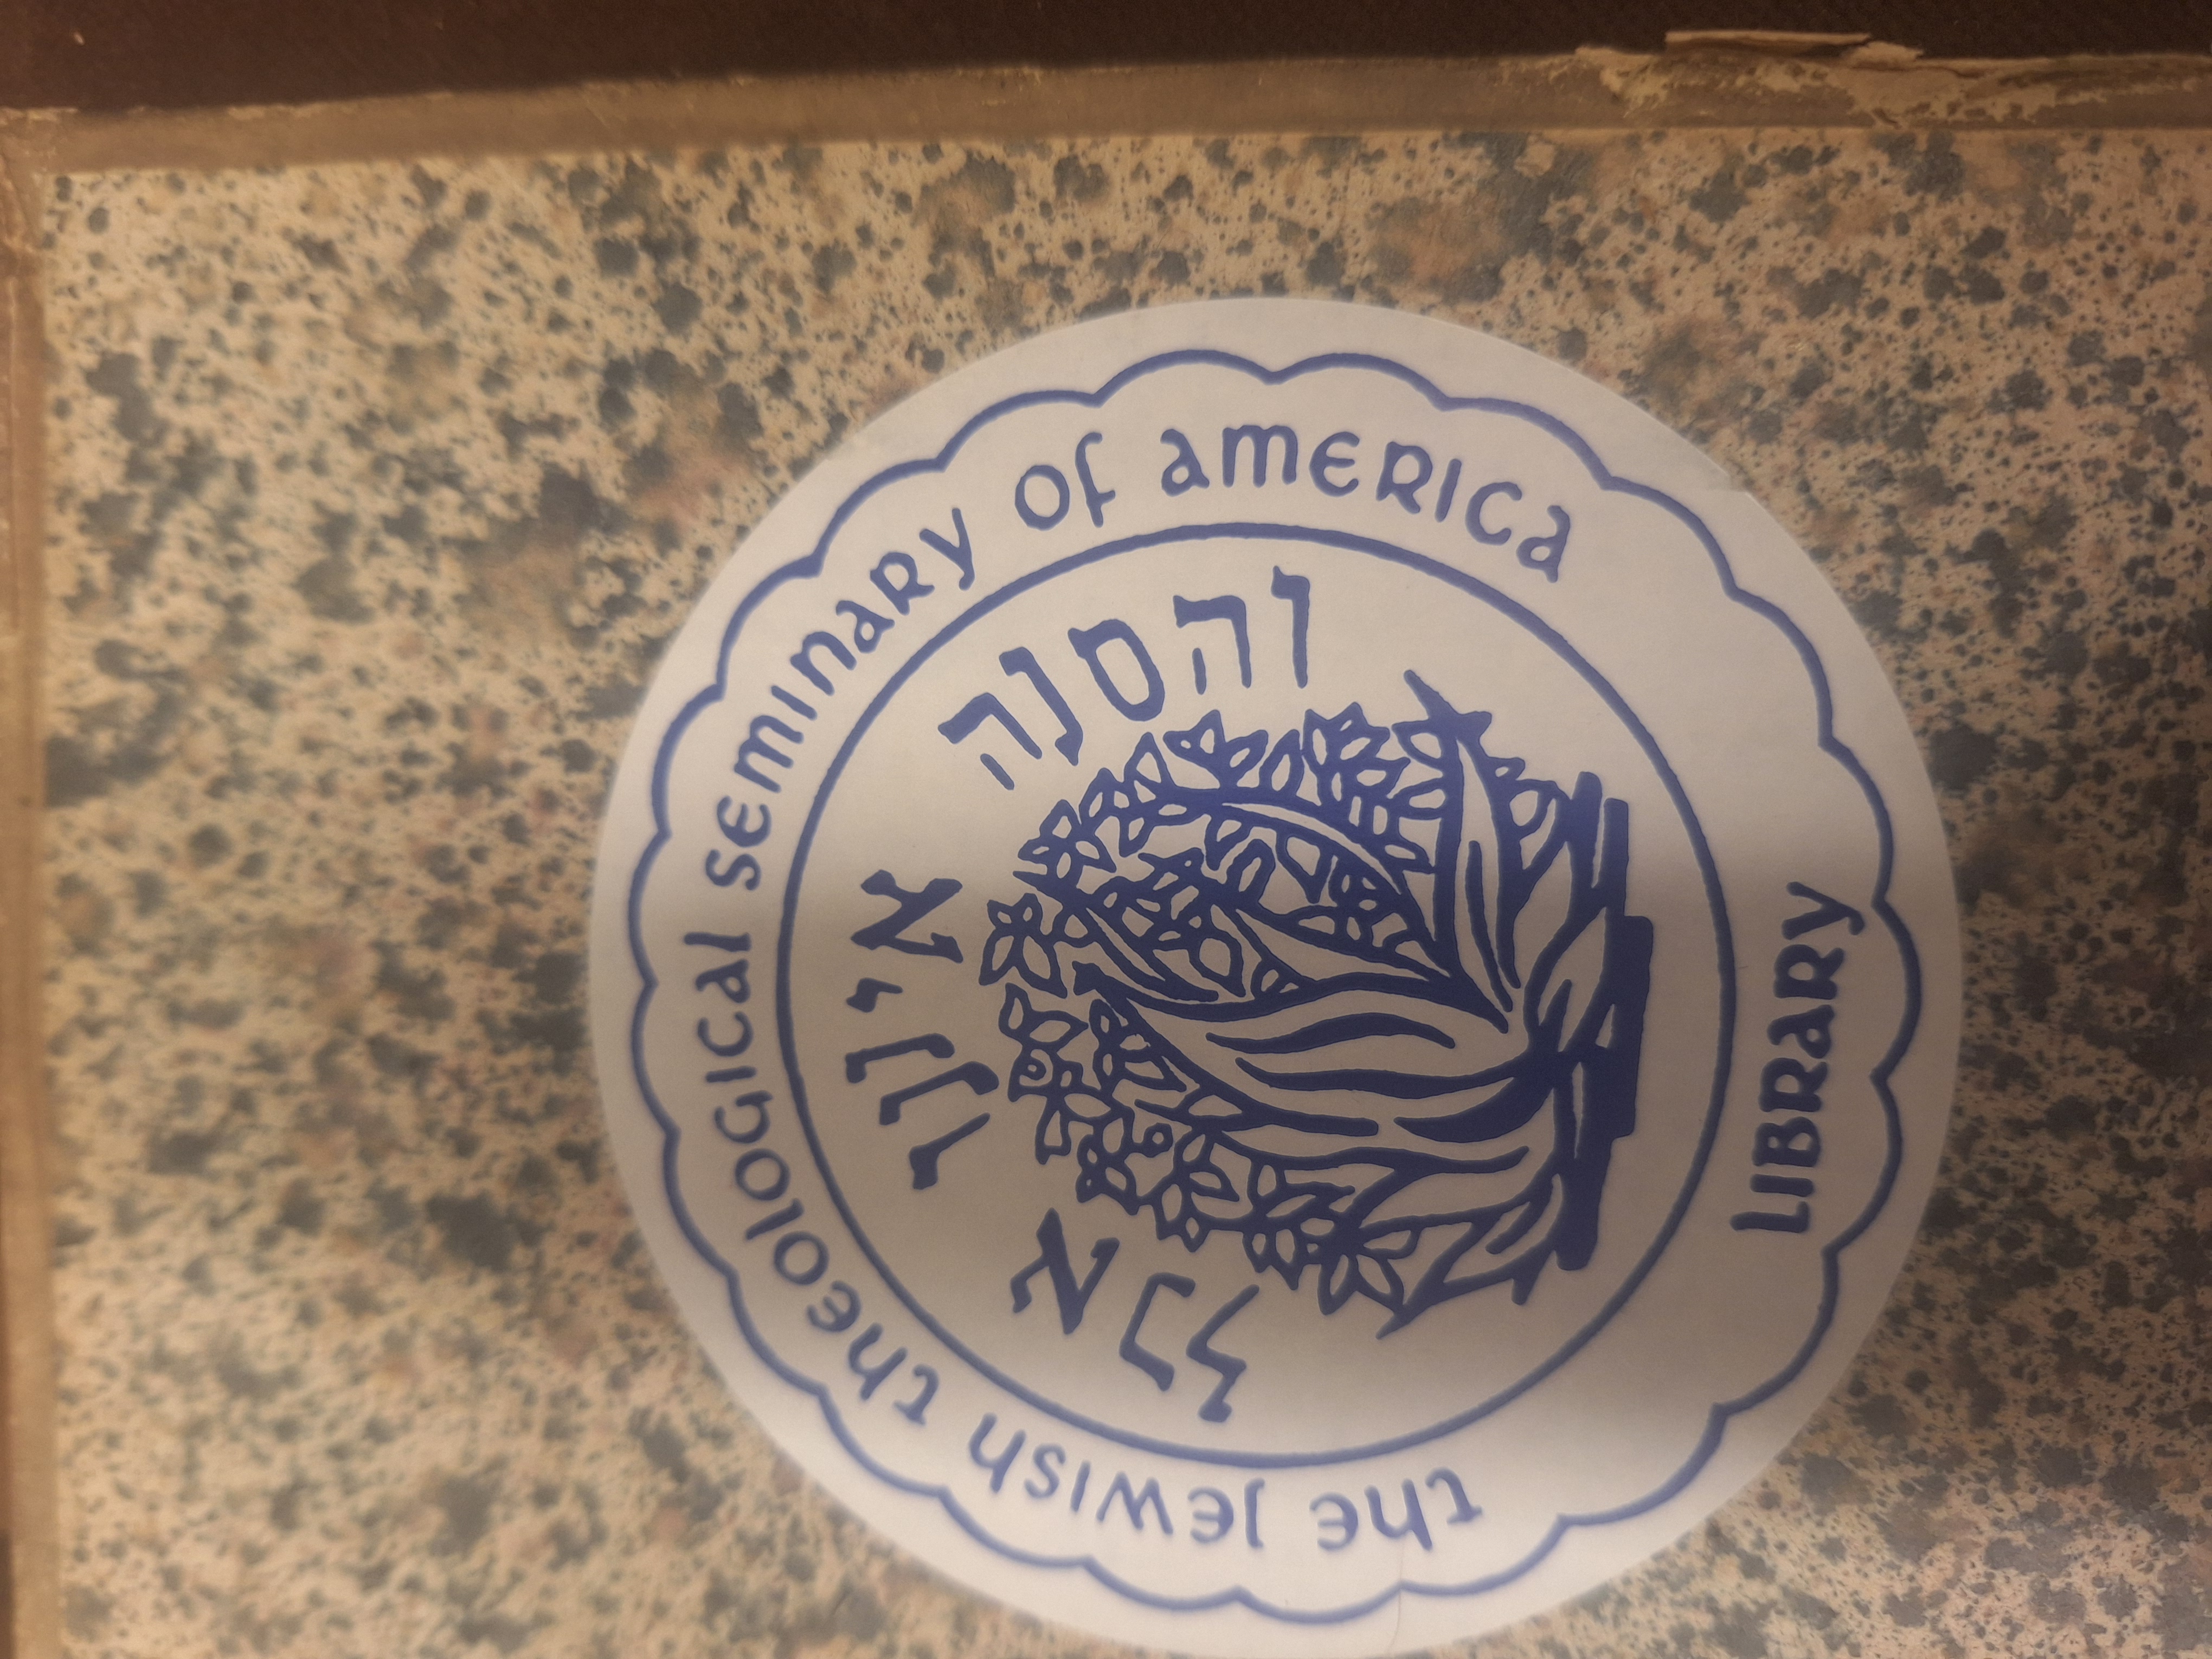 the jewish theological seminary of america
והסנה איננו אכל
LIBRARY